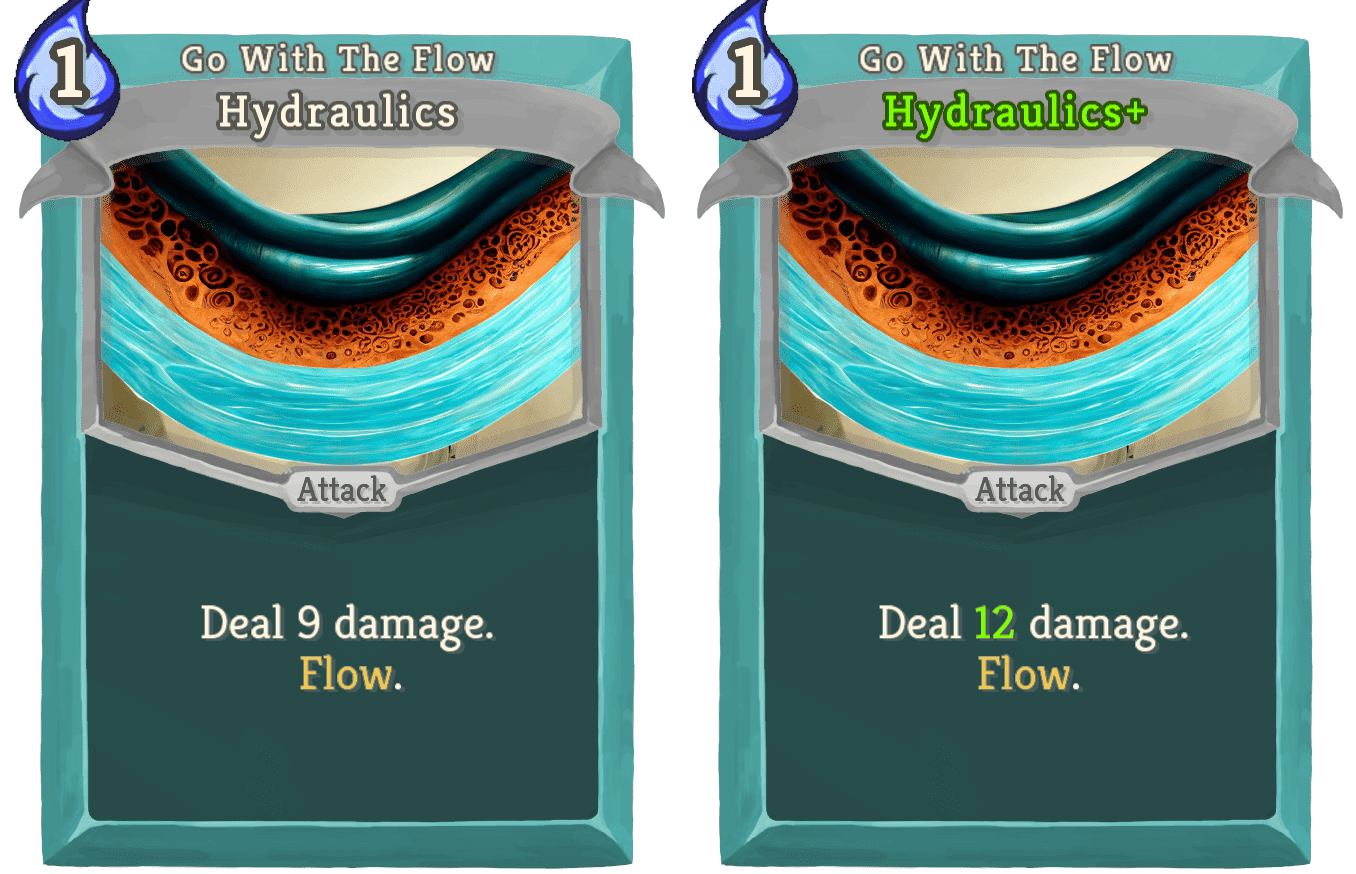 1
Go With The Flow
Hydraulics
Attack
Deal 9 damage.
Flow.
1
Go With The Flow
Hydraulics+
Attack
Deal 12 damage.
Flow.